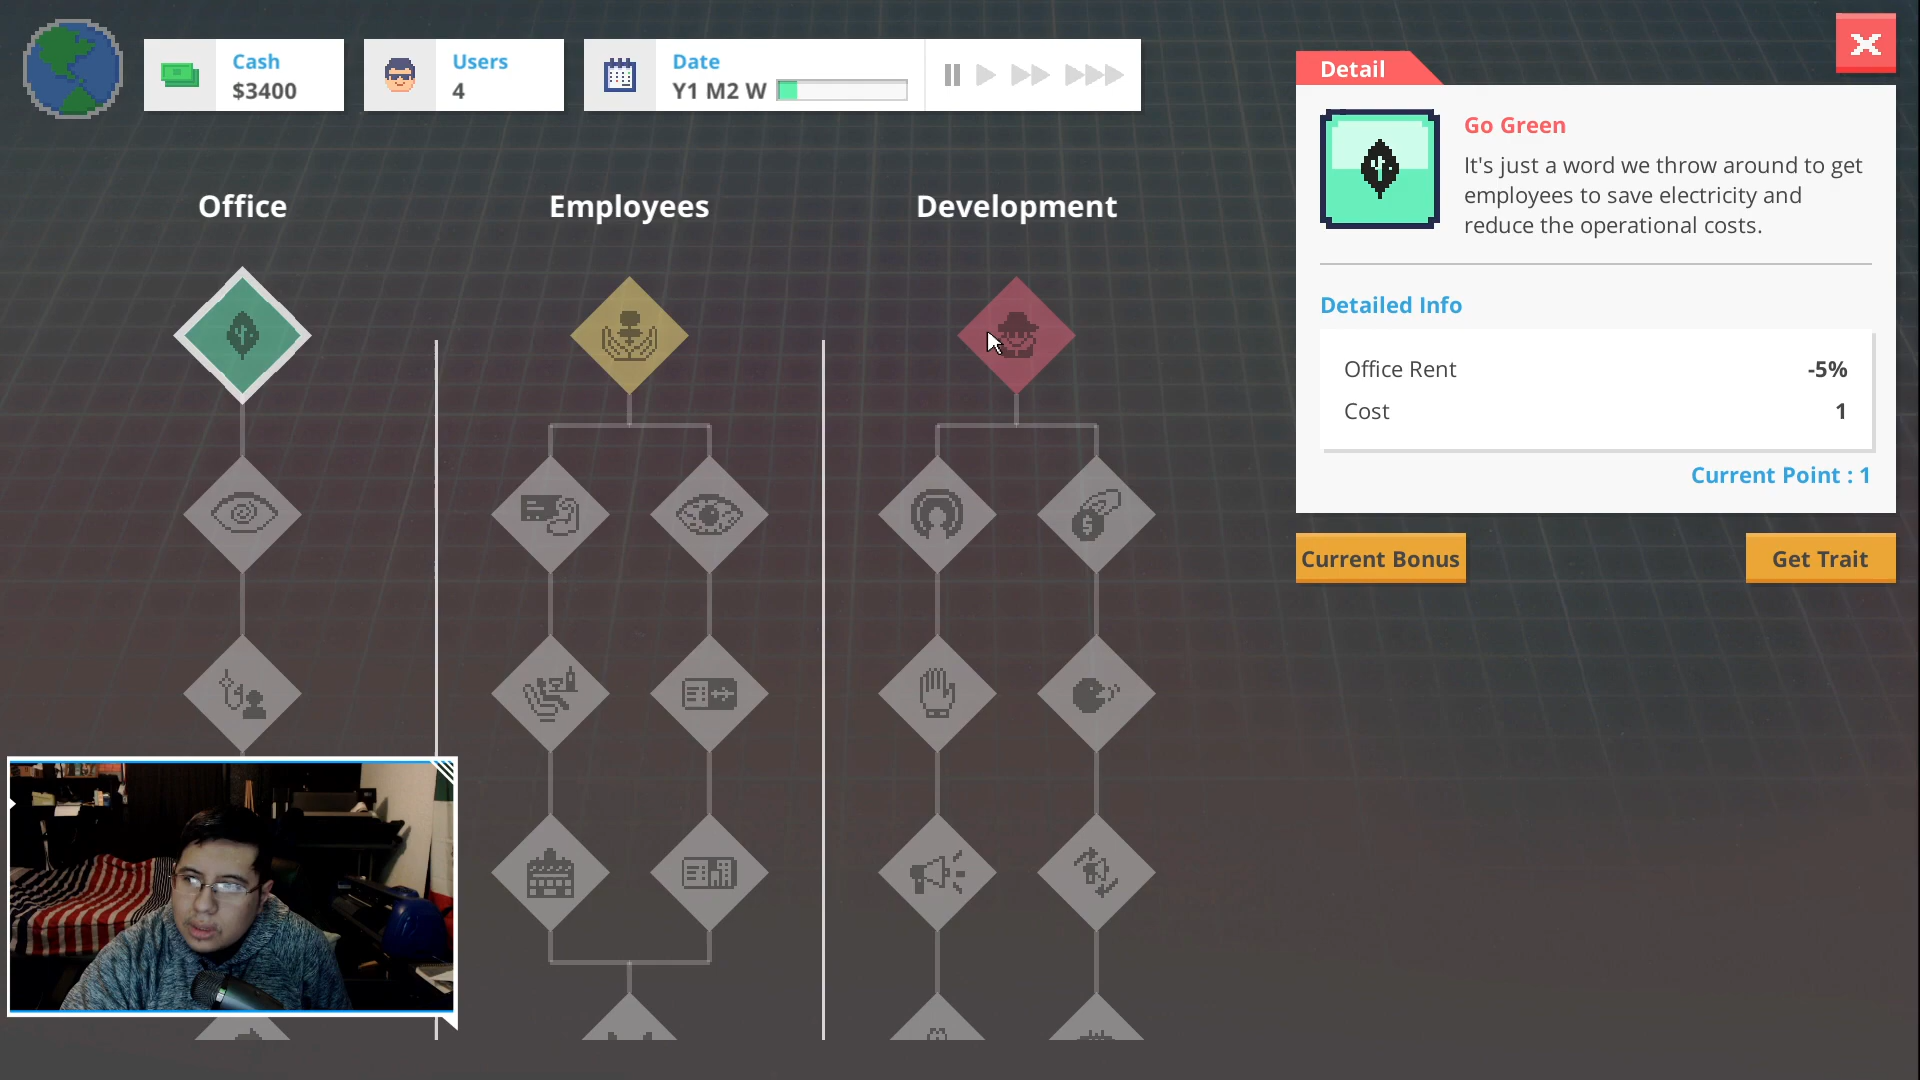 Cash
$3400
Users
4
Date
Y1 M2 W
Detail
Go Green
It's just a word we throw around to get
employees to save electricity and
reduce the operational costs.
Office
Employees
Development
Detailed Info
Office Rent -5%
Cost 1
Current Point : 1
Current Bonus
Get Trait